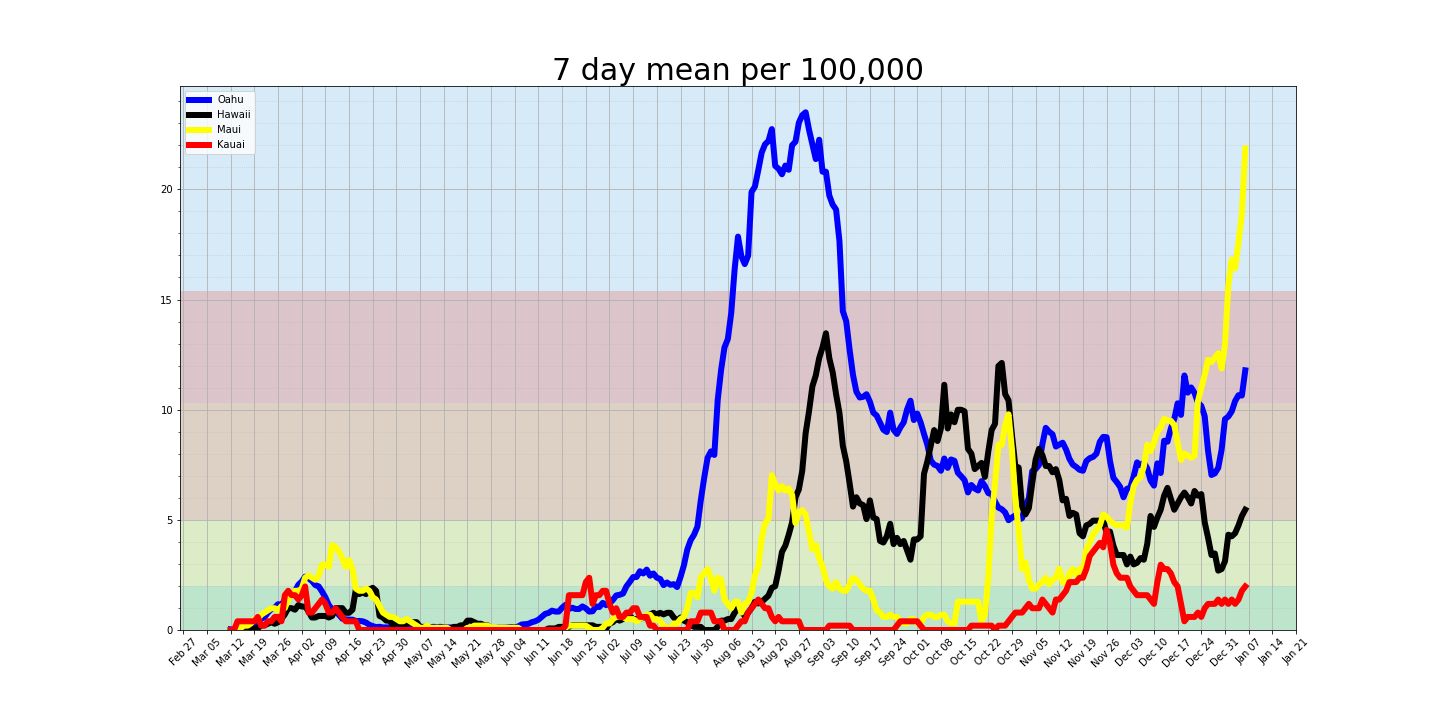 7 day mean per 100,000
Oahu
Hawaii
Maui
Kauai
20
15
10
5
0
Feb 27
Mar 05
Mar 12
Mar 19
Mar 26
Apr 02
Apr 09
Apr 16
Apr 23
Apr 30
May 07
May 14
May 21
May 28
Jun 04
Jun 11
Jun 18
Jun 25
Jul 02
Jul 09
Jul 16
Jul 23
Jul 30
Aug 06
Aug 13
Aug 20
Aug 27
Sep 03
Sep 10
Sep 17
Sep 24
Oct 01
Oct 08
Oct 15
Oct 22
Oct 29
Nov 05
Nov 12
Nov 19
Nov 26
Dec 03
Dec 10
Dec 17
Dec 24
Dec 31
Jan 07
Jan 14
Jan 21